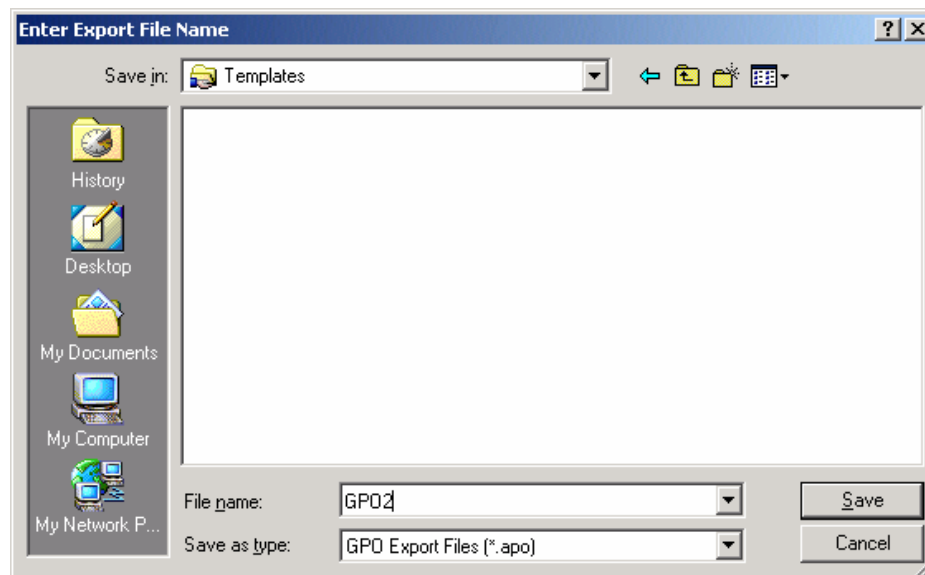 Enter Export File Name
Save in: Templates
History
Desktop
My Documents
My Computer
My Network P...
File name: GPO2 Save
Save as type: GPO Export Files (*.apo) Cancel